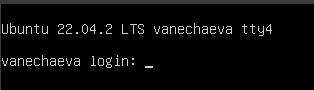 Ubuntu 22.04.2 LTS vanechaeva tty4
vanechaeva login: _